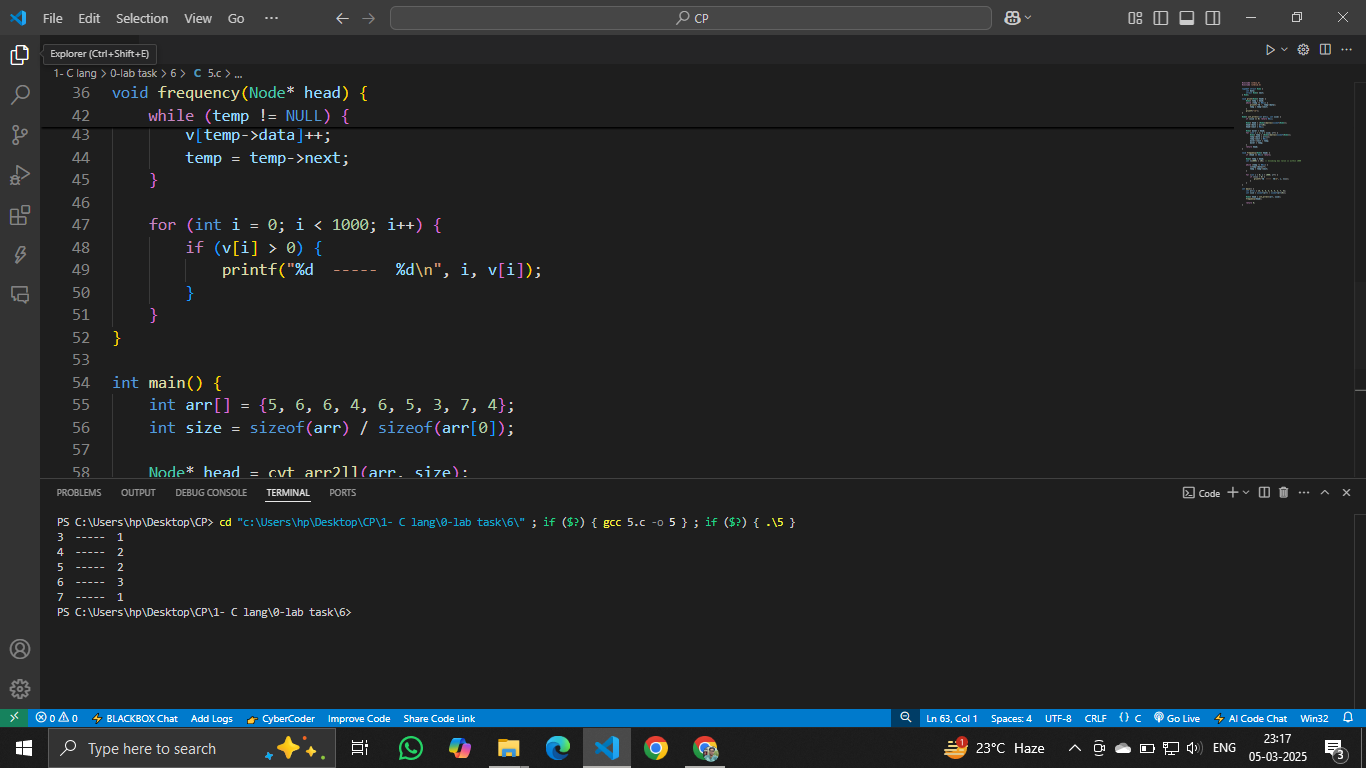 File Edit Selection View Go ··· CP
Explorer (Ctrl+Shift+E)
1- C lang > 0-lab task > 6 > C 5.c > ...
36 void frequency(Node* head) {
42 while (temp != NULL) {
43 v[temp->data]++;
44 temp = temp->next;
45 }
46
47 for (int i = 0; i < 1000; i++) {
48 if (v[i] > 0) {
49 printf("%d  -----  %d\n", i, v[i]);
50 }
51 }
52 }
53
54 int main() {
55 int arr[] = {5, 6, 6, 4, 6, 5, 3, 7, 4};
56 int size = sizeof(arr) / sizeof(arr[0]);
57
58 Node* head = cvt_arr2ll(arr, size);
PROBLEMS OUTPUT DEBUG CONSOLE TERMINAL PORTS Code
PS C:\Users\hp\Desktop\CP> cd "c:\Users\hp\Desktop\CP\1- C lang\0-lab task\6\" ; if ($?) { gcc 5.c -o 5 } ; if ($?) { .\5 }
3  -----  1
4  -----  2
5  -----  2
6  -----  3
7  -----  1
PS C:\Users\hp\Desktop\CP\1- C lang\0-lab task\6>
0 0 BLACKBOX Chat Add Logs CyberCoder Improve Code Share Code Link Ln 63, Col 1 Spaces: 4 UTF-8 CRLF {} C Go Live AI Code Chat Win32
Type here to search 1 23°C Haze ENG 23:17
05-03-2025 3